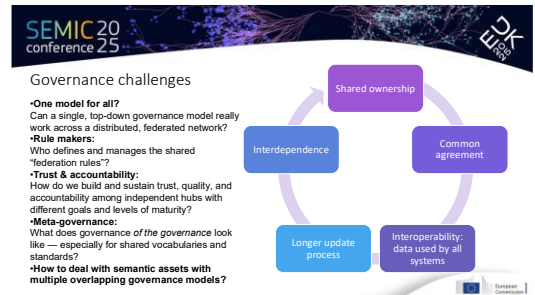 SEMIC 20
conference 25
EU DK
2025
Governance challenges
•One model for all?
Can a single, top-down governance model really
work across a distributed, federated network?
•Rule makers:
Who defines and manages the shared
"federation rules"?
•Trust & accountability:
How do we build and sustain trust, quality, and
accountability among independent hubs with
different goals and levels of maturity?
•Meta-governance:
What does governance of the governance look
like — especially for shared vocabularies and
standards?
•How to deal with semantic assets with
multiple overlapping governance models?
Shared ownership
Common
agreement
Interoperability:
data used by all
systems
Longer update
process
Interdependence
European
Commission